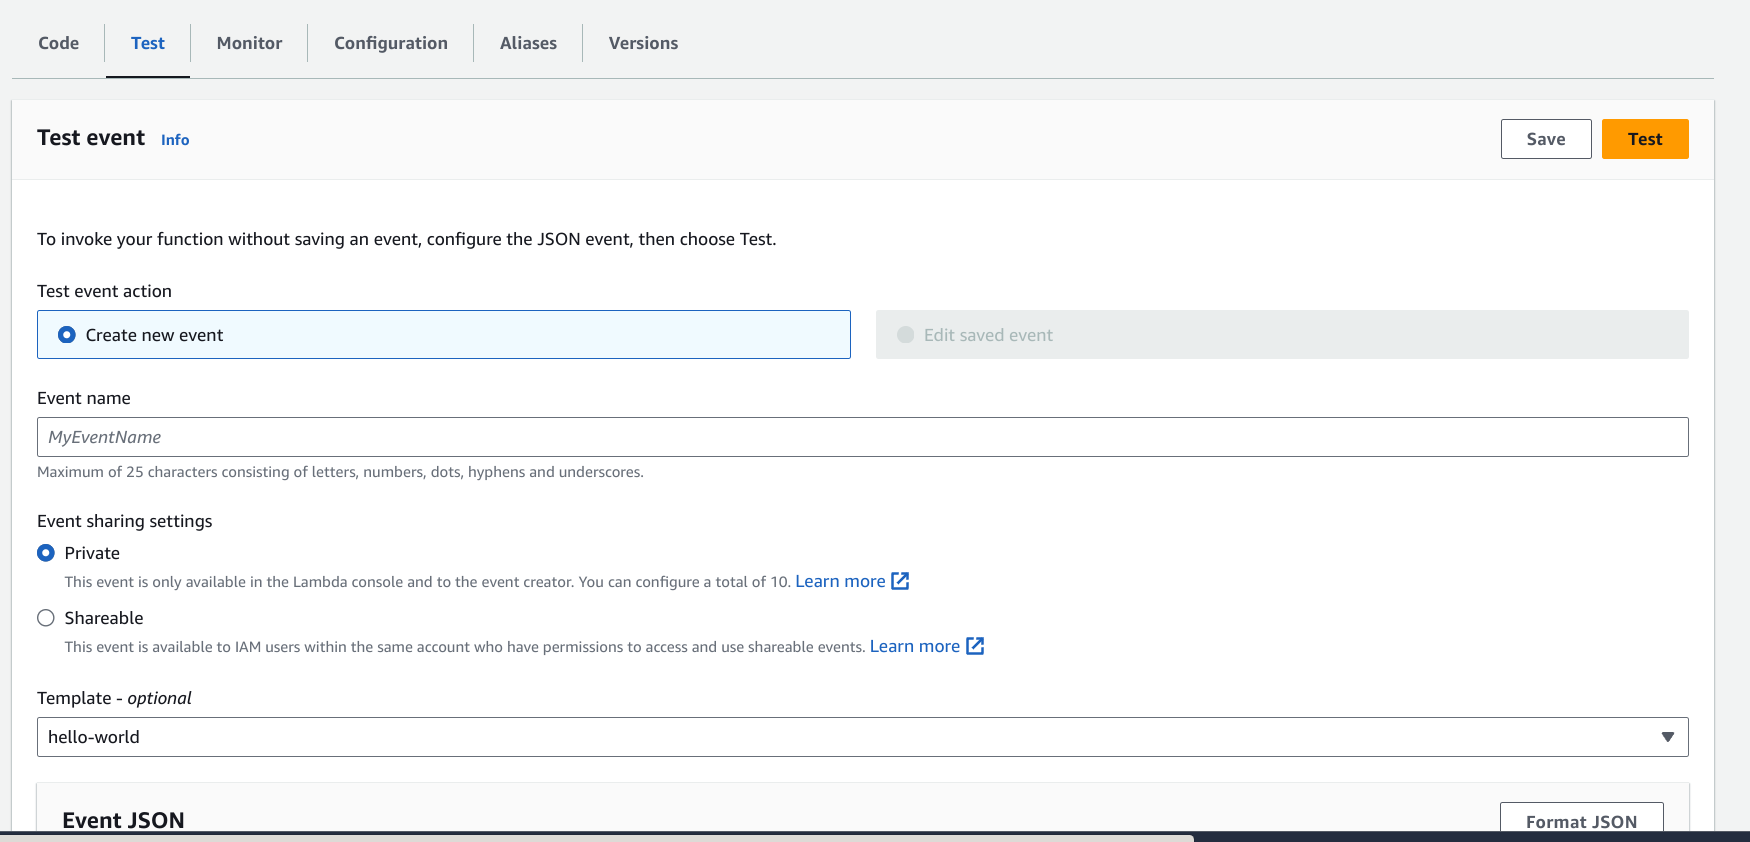 Code Test Monitor Configuration Aliases Versions
Test event Info Save Test
To invoke your function without saving an event, configure the JSON event, then choose Test.
Test event action
Create new event Edit saved event
Event name
MyEventName
Maximum of 25 characters consisting of letters, numbers, dots, hyphens and underscores.
Event sharing settings
Private
This event is only available in the Lambda console and to the event creator. You can configure a total of 10. Learn more
Shareable
This event is available to IAM users within the same account who have permissions to access and use shareable events. Learn more
Template - optional
hello-world
Event JSON Format JSON